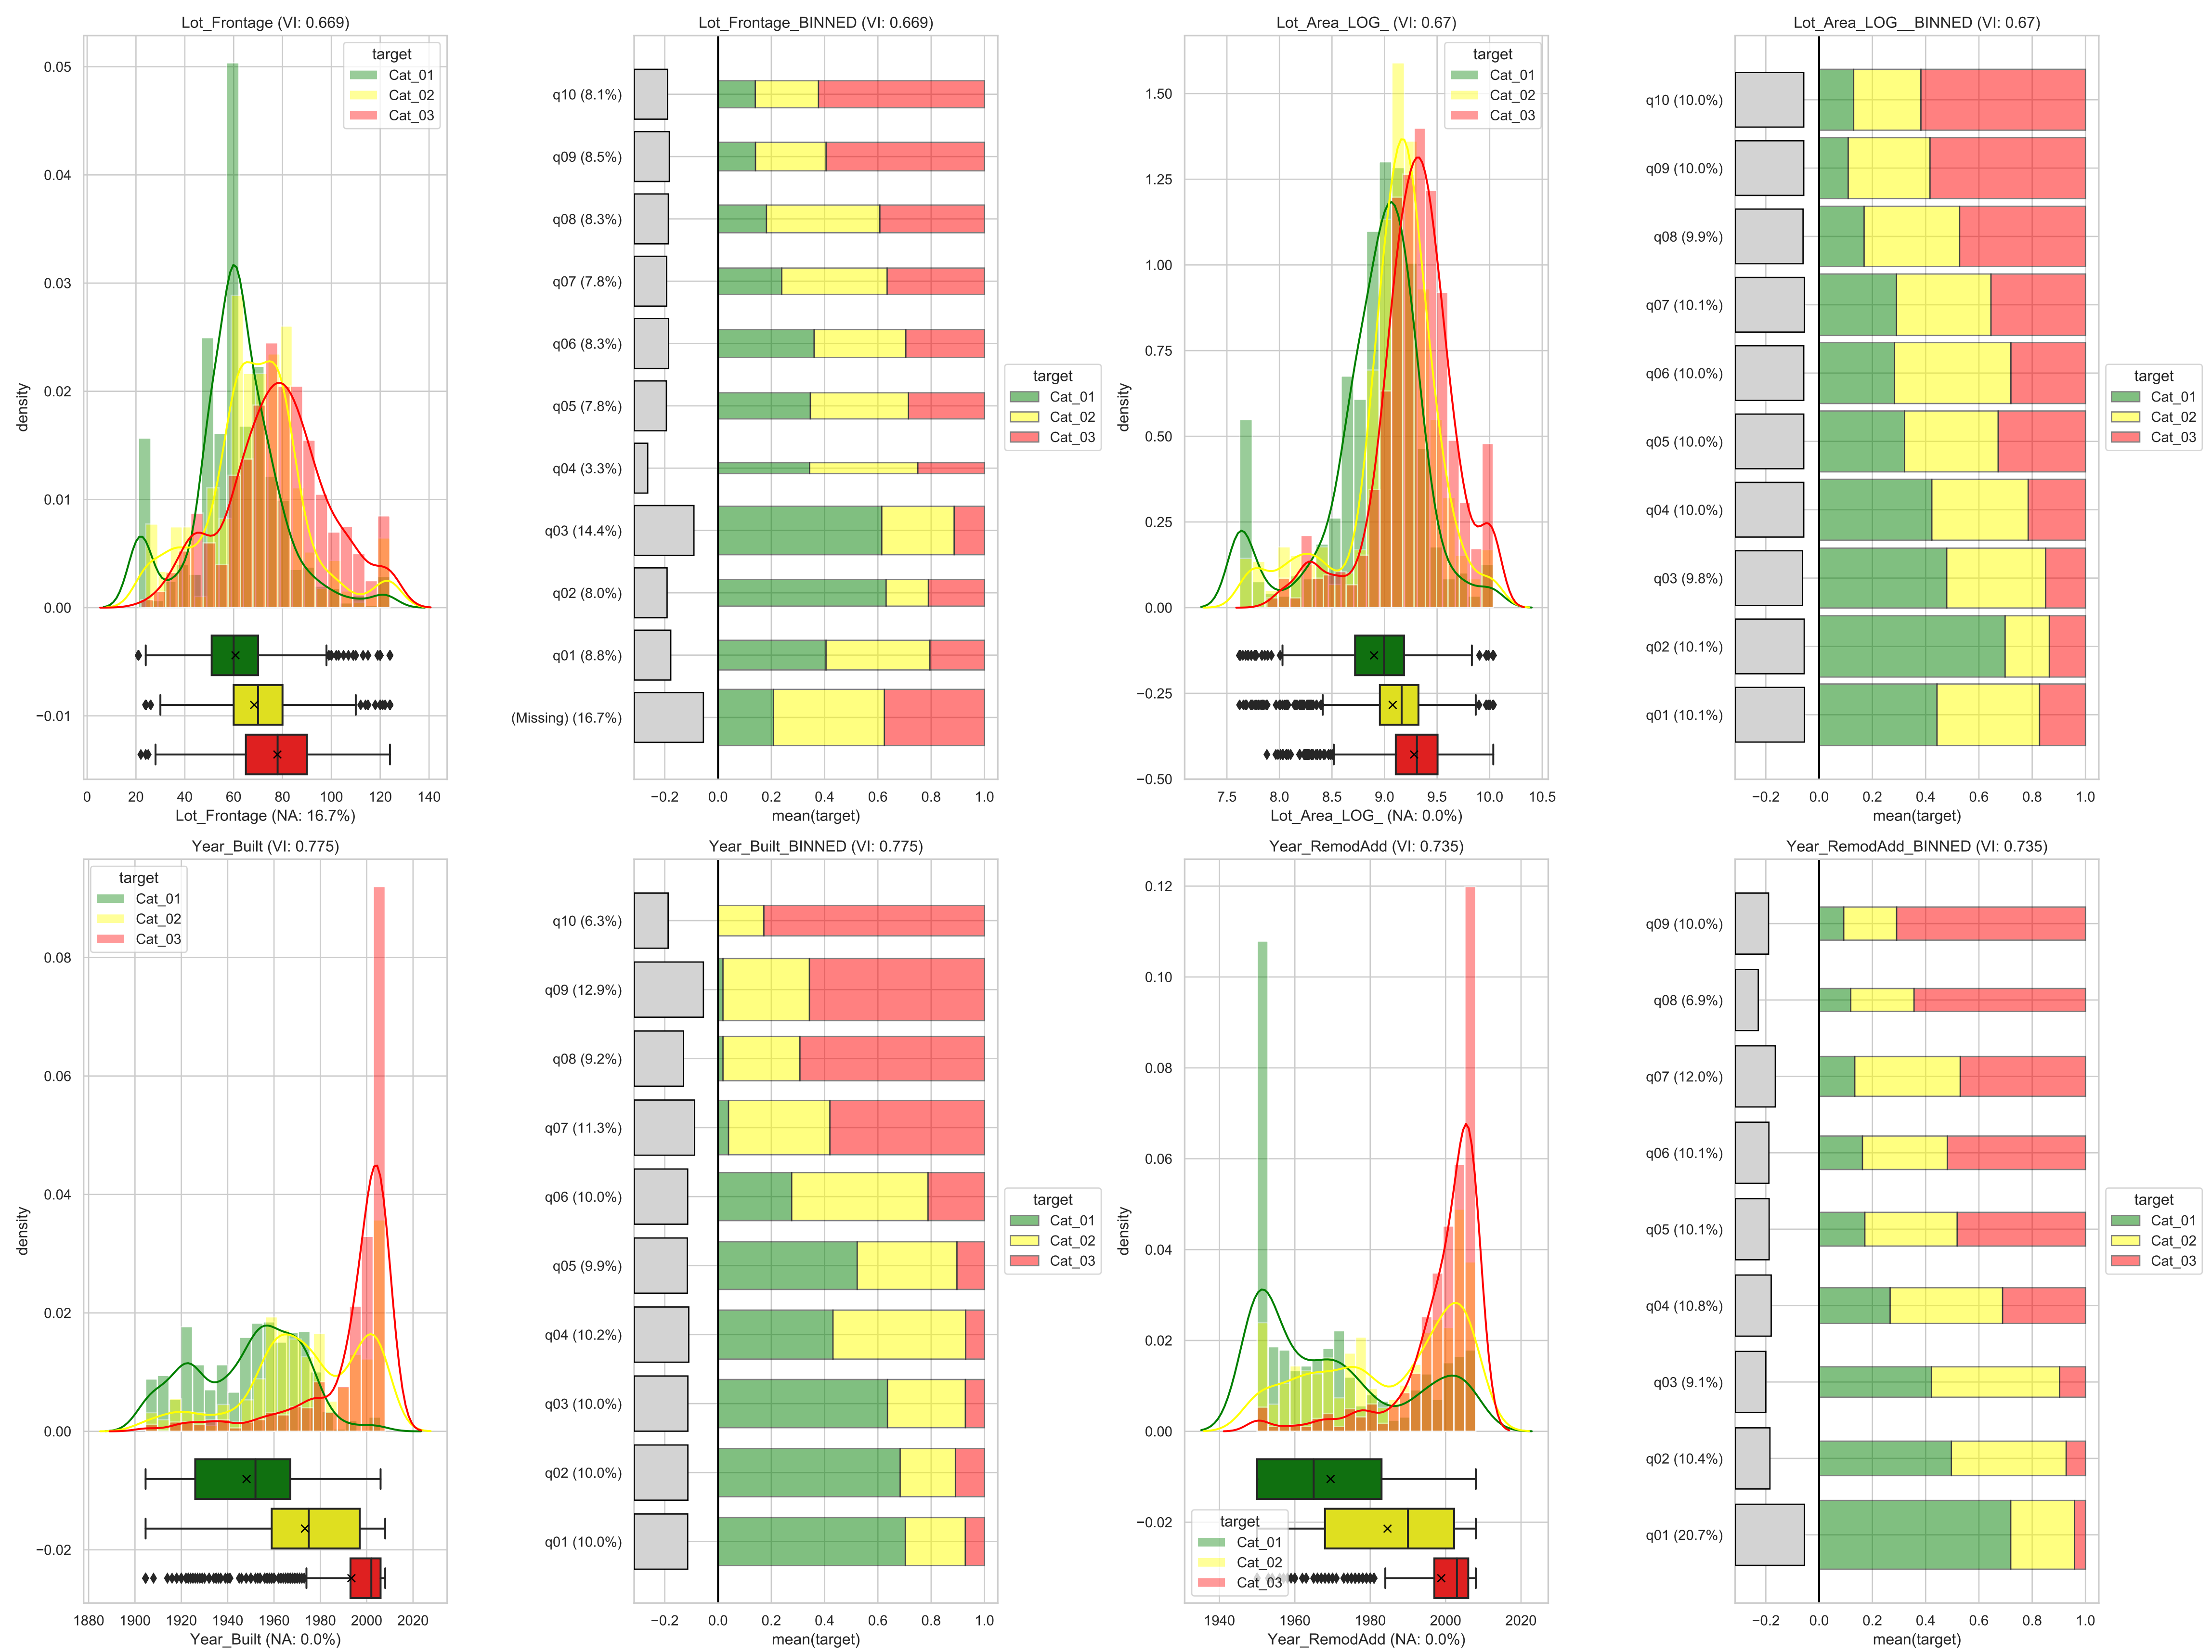 Lot_Frontage (VI: 0.669)
target
Cat_01
Cat_02
Cat_03
0.05
0.04
0.03
0.02
0.01
0.00
−0.01
density
0 20 40 60 80 100 120 140
Lot_Frontage (NA: 16.7%)
Lot_Frontage_BINNED (VI: 0.669)
q10 (8.1%)
q09 (8.5%)
q08 (8.3%)
q07 (7.8%)
q06 (8.3%)
q05 (7.8%)
q04 (3.3%)
q03 (14.4%)
q02 (8.0%)
q01 (8.8%)
(Missing) (16.7%)
−0.2 0.0 0.2 0.4 0.6 0.8 1.0
mean(target)
target
Cat_01
Cat_02
Cat_03
Lot_Area_LOG_ (VI: 0.67)
target
Cat_01
Cat_02
Cat_03
1.50
1.25
1.00
0.75
0.50
0.25
0.00
−0.25
−0.50
density
7.5 8.0 8.5 9.0 9.5 10.0 10.5
Lot_Area_LOG_ (NA: 0.0%)
Lot_Area_LOG__BINNED (VI: 0.67)
q10 (10.0%)
q09 (10.0%)
q08 (9.9%)
q07 (10.1%)
q06 (10.0%)
q05 (10.0%)
q04 (10.0%)
q03 (9.8%)
q02 (10.1%)
q01 (10.1%)
−0.2 0.0 0.2 0.4 0.6 0.8 1.0
mean(target)
target
Cat_01
Cat_02
Cat_03
Year_Built (VI: 0.775)
target
Cat_01
Cat_02
Cat_03
0.08
0.06
0.04
0.02
0.00
−0.02
density
1880 1900 1920 1940 1960 1980 2000 2020
Year_Built (NA: 0.0%)
Year_Built_BINNED (VI: 0.775)
q10 (6.3%)
q09 (12.9%)
q08 (9.2%)
q07 (11.3%)
q06 (10.0%)
q05 (9.9%)
q04 (10.2%)
q03 (10.0%)
q02 (10.0%)
q01 (10.0%)
−0.2 0.0 0.2 0.4 0.6 0.8 1.0
mean(target)
target
Cat_01
Cat_02
Cat_03
Year_RemodAdd (VI: 0.735)
0.12
0.10
0.08
0.06
0.04
0.02
0.00
−0.02
density
target
Cat_01
Cat_02
Cat_03
1940 1960 1980 2000 2020
Year_RemodAdd (NA: 0.0%)
Year_RemodAdd_BINNED (VI: 0.735)
q09 (10.0%)
q08 (6.9%)
q07 (12.0%)
q06 (10.1%)
q05 (10.1%)
q04 (10.8%)
q03 (9.1%)
q02 (10.4%)
q01 (20.7%)
−0.2 0.0 0.2 0.4 0.6 0.8 1.0
mean(target)
target
Cat_01
Cat_02
Cat_03